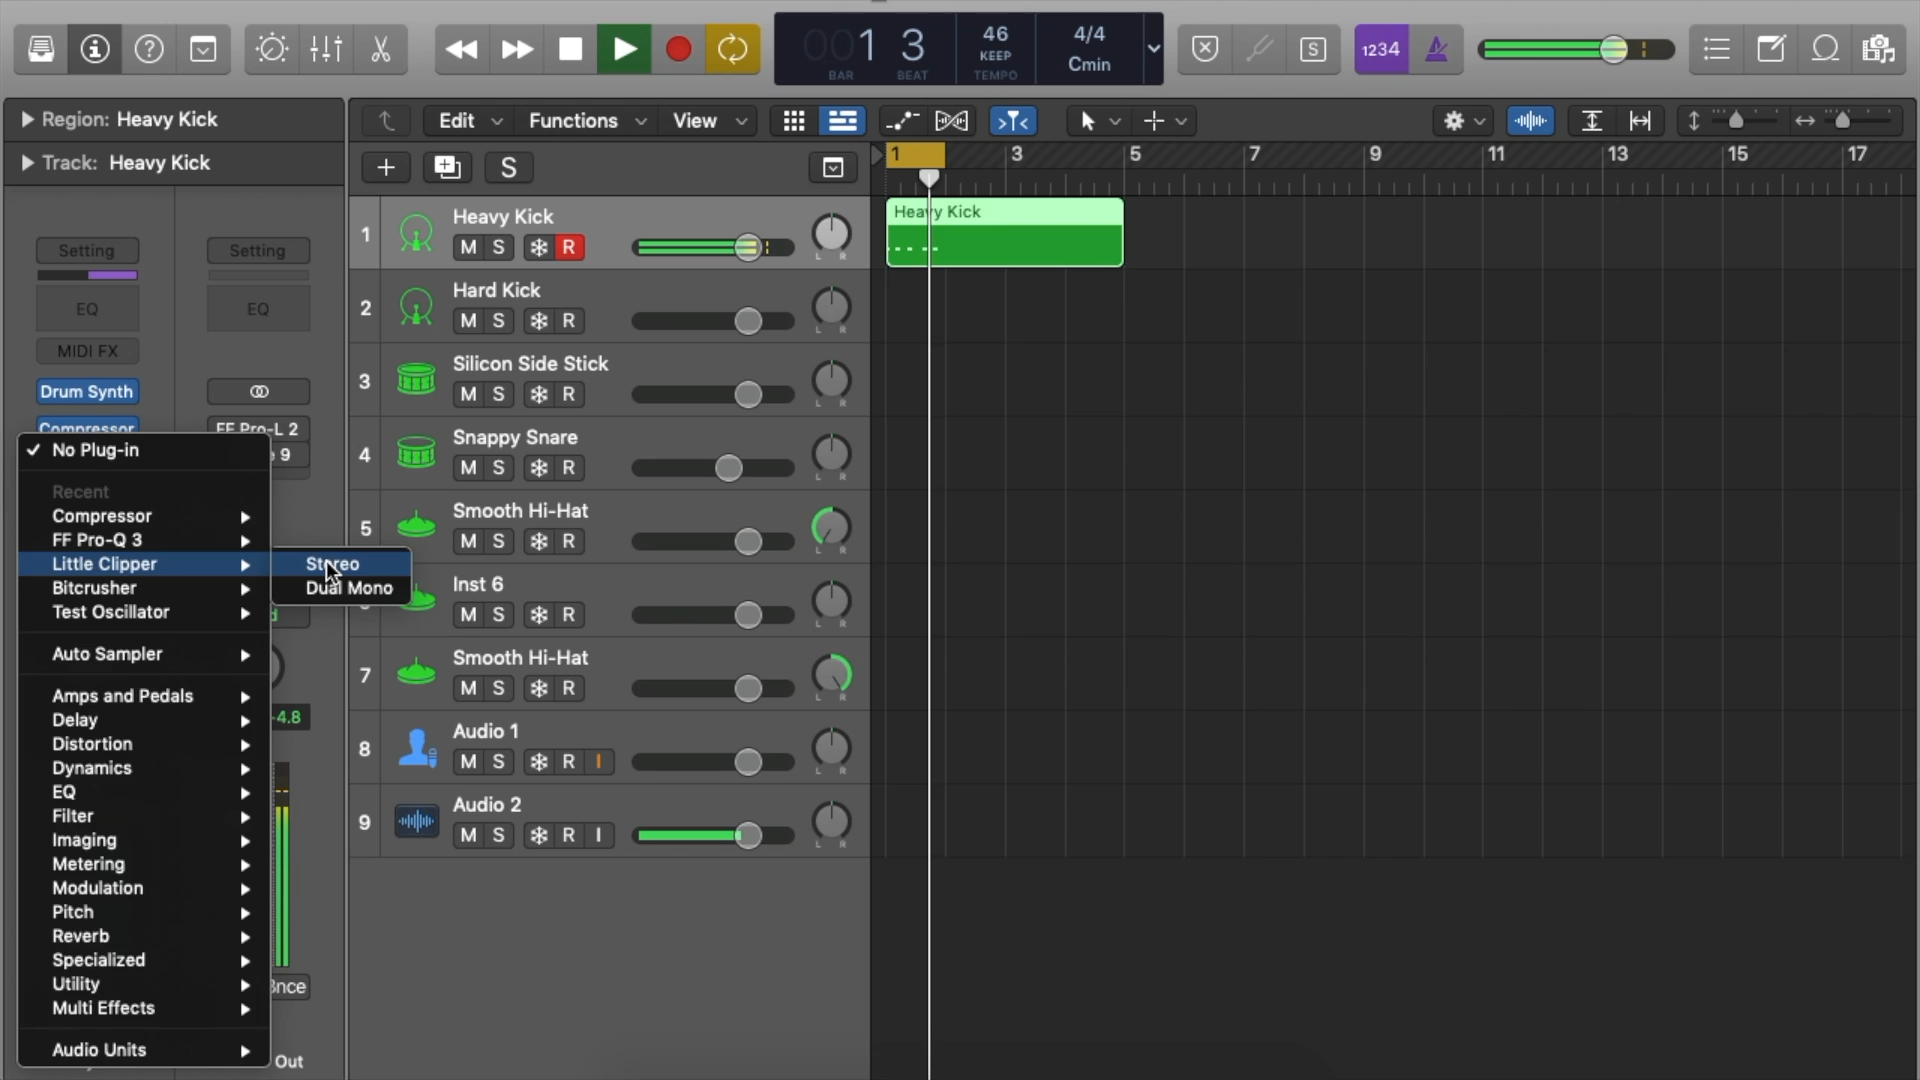 001 3
46
KEEP
4/4
Cmin
BAR
BEAT
TEMPO
S
1234
Region: Heavy Kick
Track: Heavy Kick
Edit
Functions
View
S
1
3
5
7
9
11
13
15
17
Setting
Setting
EQ
EQ
MIDI FX
Drum Synth
Compressor
FF Pro-L 2
e 9
No Plug-in
Recent
Compressor
FF Pro-Q 3
Little Clipper
Bitcrusher
Test Oscillator
Auto Sampler
Amps and Pedals
Delay
Distortion
Dynamics
EQ
Filter
Imaging
Metering
Modulation
Pitch
Reverb
Specialized
Utility
Multi Effects
Audio Units
Stereo
Dual Mono
-4.8
Bnce
Out
1
Heavy Kick
M S R
L R
Heavy Kick
2
Hard Kick
M S R
L R
3
Silicon Side Stick
M S R
L R
4
Snappy Snare
M S R
L R
5
Smooth Hi-Hat
M S R
L R
Inst 6
M S R
L R
7
Smooth Hi-Hat
M S R
L R
8
Audio 1
M S R I
L R
9
Audio 2
M S R I
L R